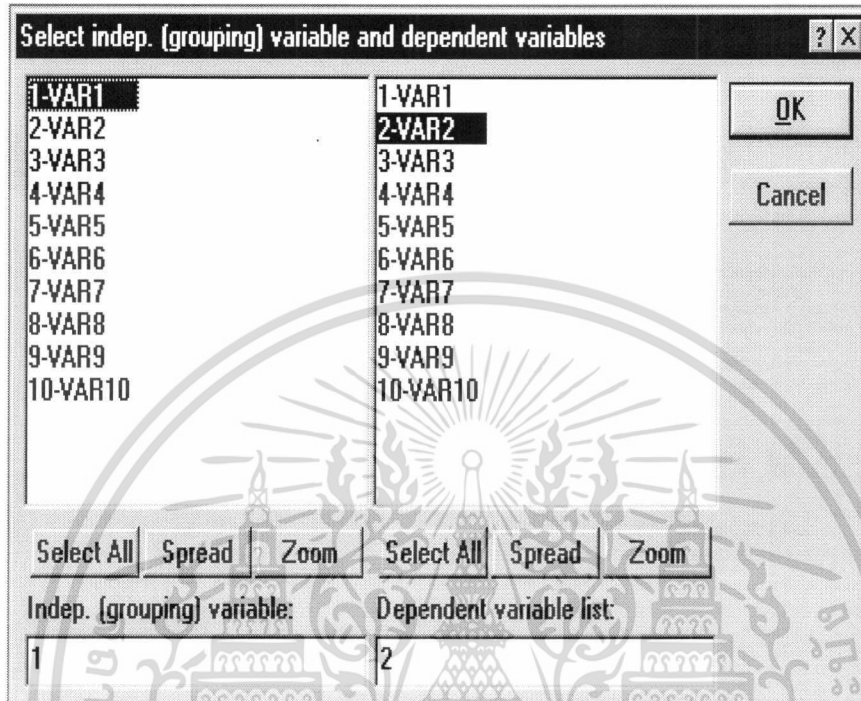 Select indep. (grouping) variable and dependent variables
? X
1-VAR1
2-VAR2
3-VAR3
4-VAR4
5-VAR5
6-VAR6
7-VAR7
8-VAR8
9-VAR9
10-VAR10
1-VAR1
2-VAR2
3-VAR3
4-VAR4
5-VAR5
6-VAR6
7-VAR7
8-VAR8
9-VAR9
10-VAR10
OK
Cancel
Select All Spread Zoom
Select All Spread Zoom
Indep. (grouping) variable:
1
Dependent variable list:
2